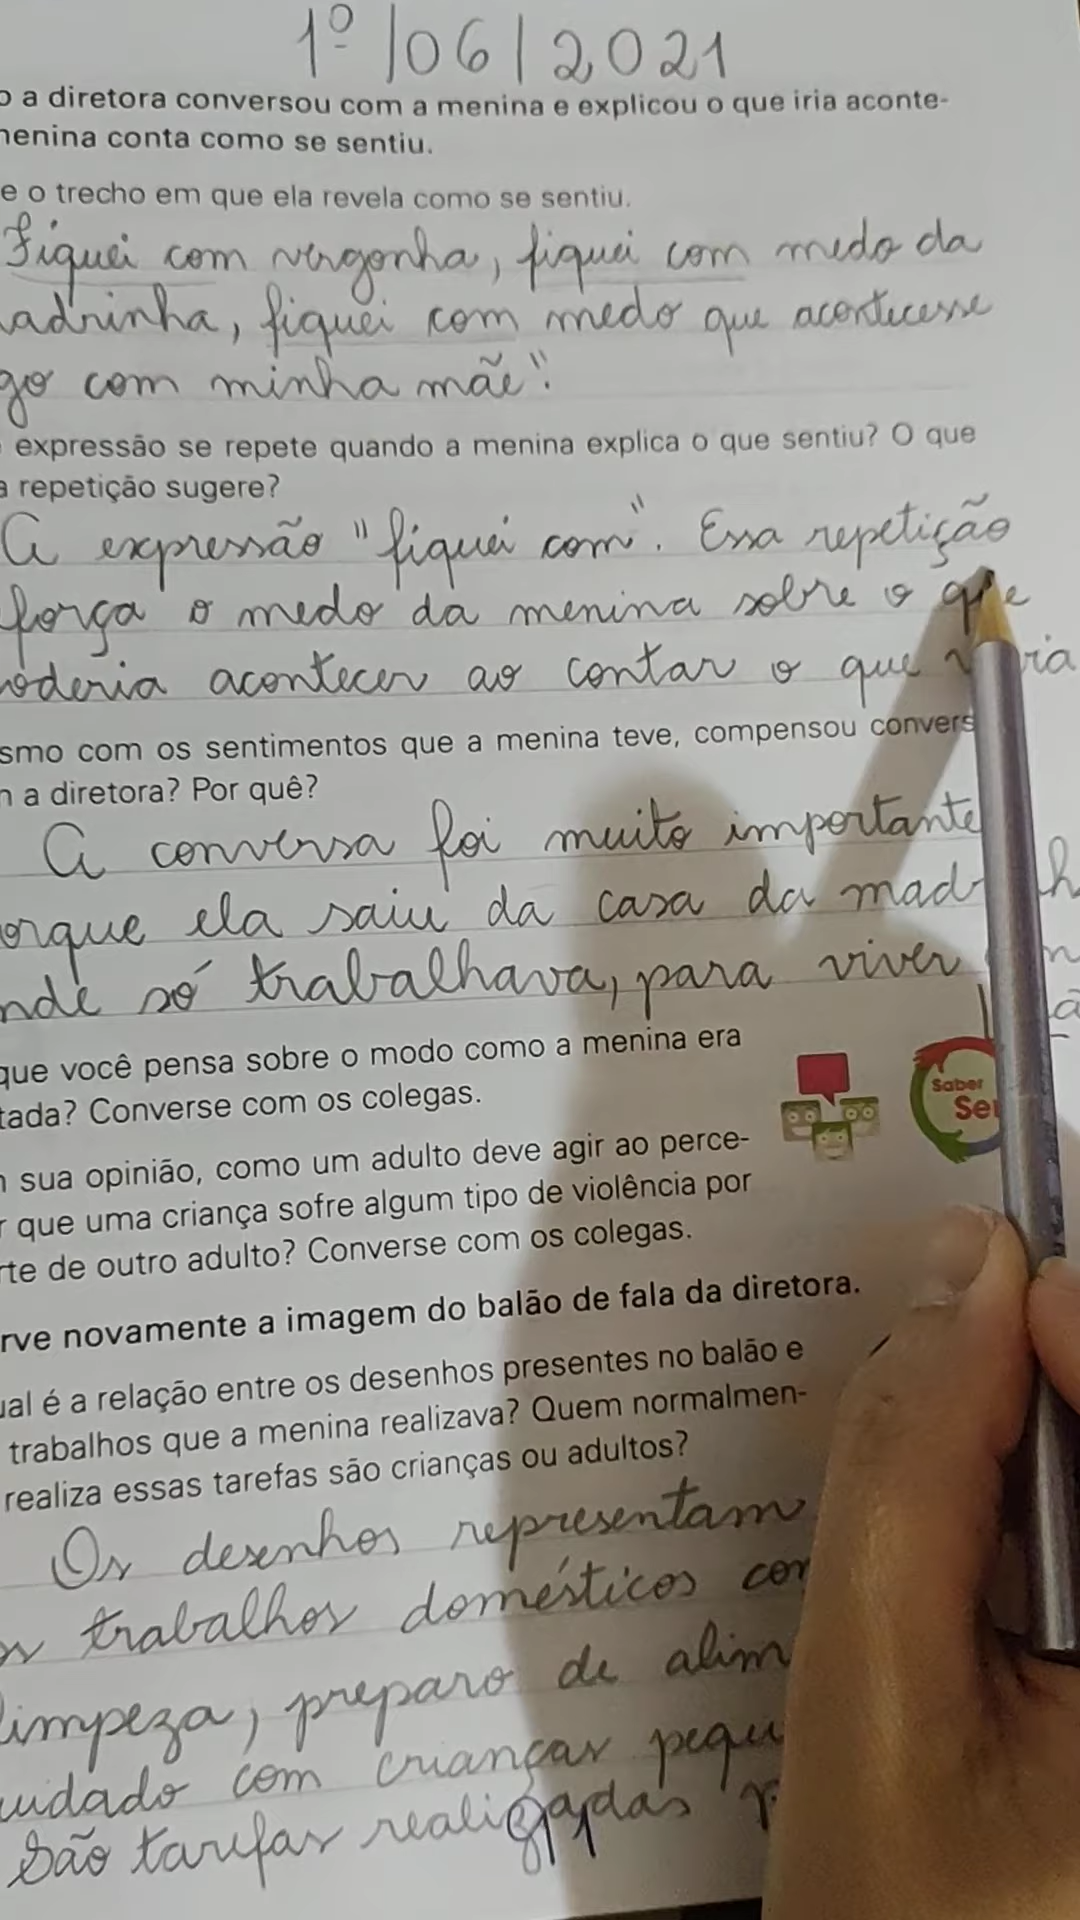 1º/06/2021
o a diretora conversou com a menina e explicou o que iria aconte-
menina conta como se sentiu.
e o trecho em que ela revela como se sentiu.
Fiquei com vergonha, fiquei com medo da
adrinha, fiquei com medo que acontecesse
go com minha mãe".
expressão se repete quando a menina explica o que sentiu? O que
a repetição sugere?
A expressão "fiquei com". Essa repetição
força o medo da menina sobre o que
poderia acontecer ao contar o que
smo com os sentimentos que a menina teve, compensou convers
m a diretora? Por quê?
A conversa foi muito importante
orque ela saiu da casa da mad
nde só trabalhava, para viver
que você pensa sobre o modo como a menina era
tada? Converse com os colegas.
Saber
Ser
m sua opinião, como um adulto deve agir ao perce-
r que uma criança sofre algum tipo de violência por
rte de outro adulto? Converse com os colegas.
rve novamente a imagem do balão de fala da diretora.
ual é a relação entre os desenhos presentes no balão e
trabalhos que a menina realizava? Quem normalmen-
realiza essas tarefas são crianças ou adultos?
Os desenhos representam
os trabalhos domésticos com
limpeza, preparo de alim
uidado com crianças pequ
São tarefas realizadas